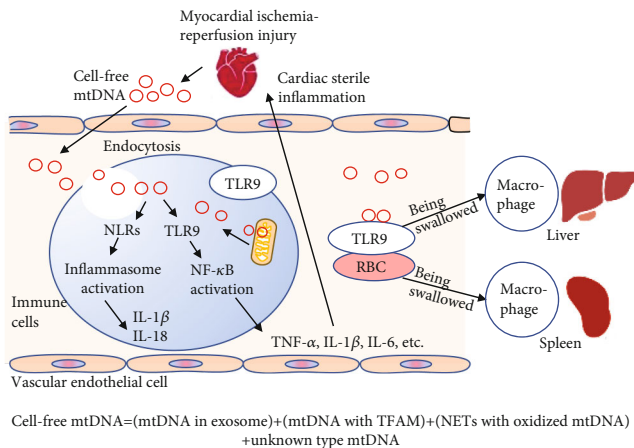 Myocardial ischemia-
reperfusion injury
Cell-free
mtDNA
Cardiac sterile
inflammation
Endocytosis
TLR9
NLRs
TLR9
Inflammasome
activation
NF-κB
activation
IL-1β
IL-18
Immune
cells
TNF-α, IL-1β, IL-6, etc.
Vascular endothelial cell
TLR9
RBC
Being
swallowed
Macro-
phage
Liver
Being
swallowed
Macro-
phage
Spleen
Cell-free mtDNA=(mtDNA in exosome)+(mtDNA with TFAM)+(NETs with oxidized mtDNA)
+unknown type mtDNA